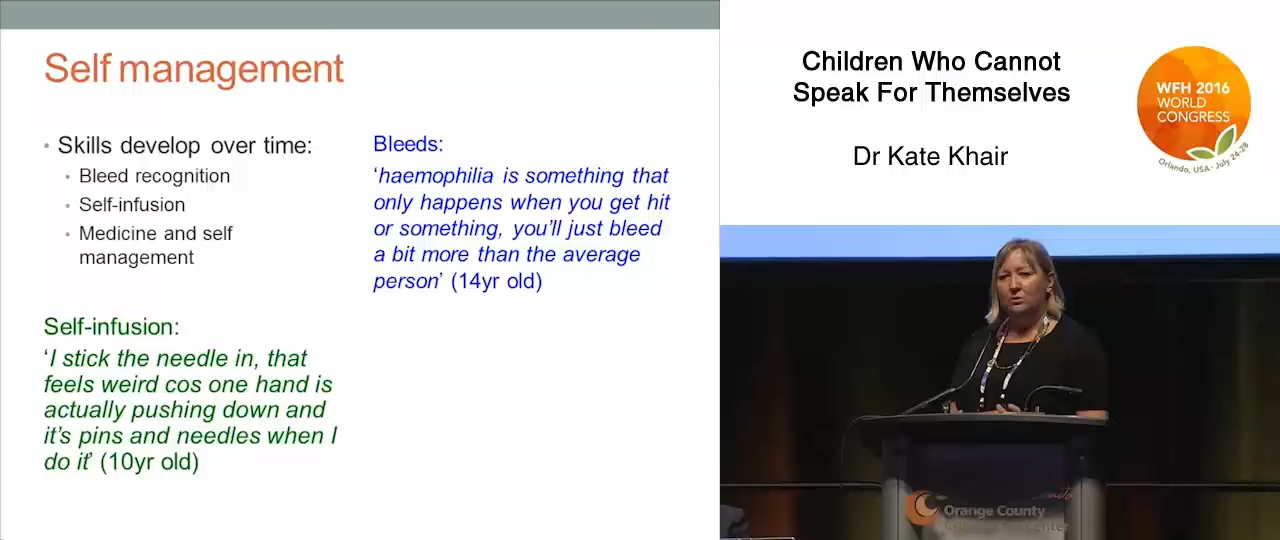 Self management
• Skills develop over time:
• Bleed recognition
• Self-infusion
• Medicine and self
management
Bleeds:
‘haemophilia is something that
only happens when you get hit
or something, you’ll just bleed
a bit more than the average
person’ (14yr old)
Self-infusion:
‘I stick the needle in, that
feels weird cos one hand is
actually pushing down and
it’s pins and needles when I
do it’ (10yr old)
Children Who Cannot
Speak For Themselves
Dr Kate Khair
WFH 2016
WORLD
CONGRESS
Orlando, USA · July 24-28
Orange County